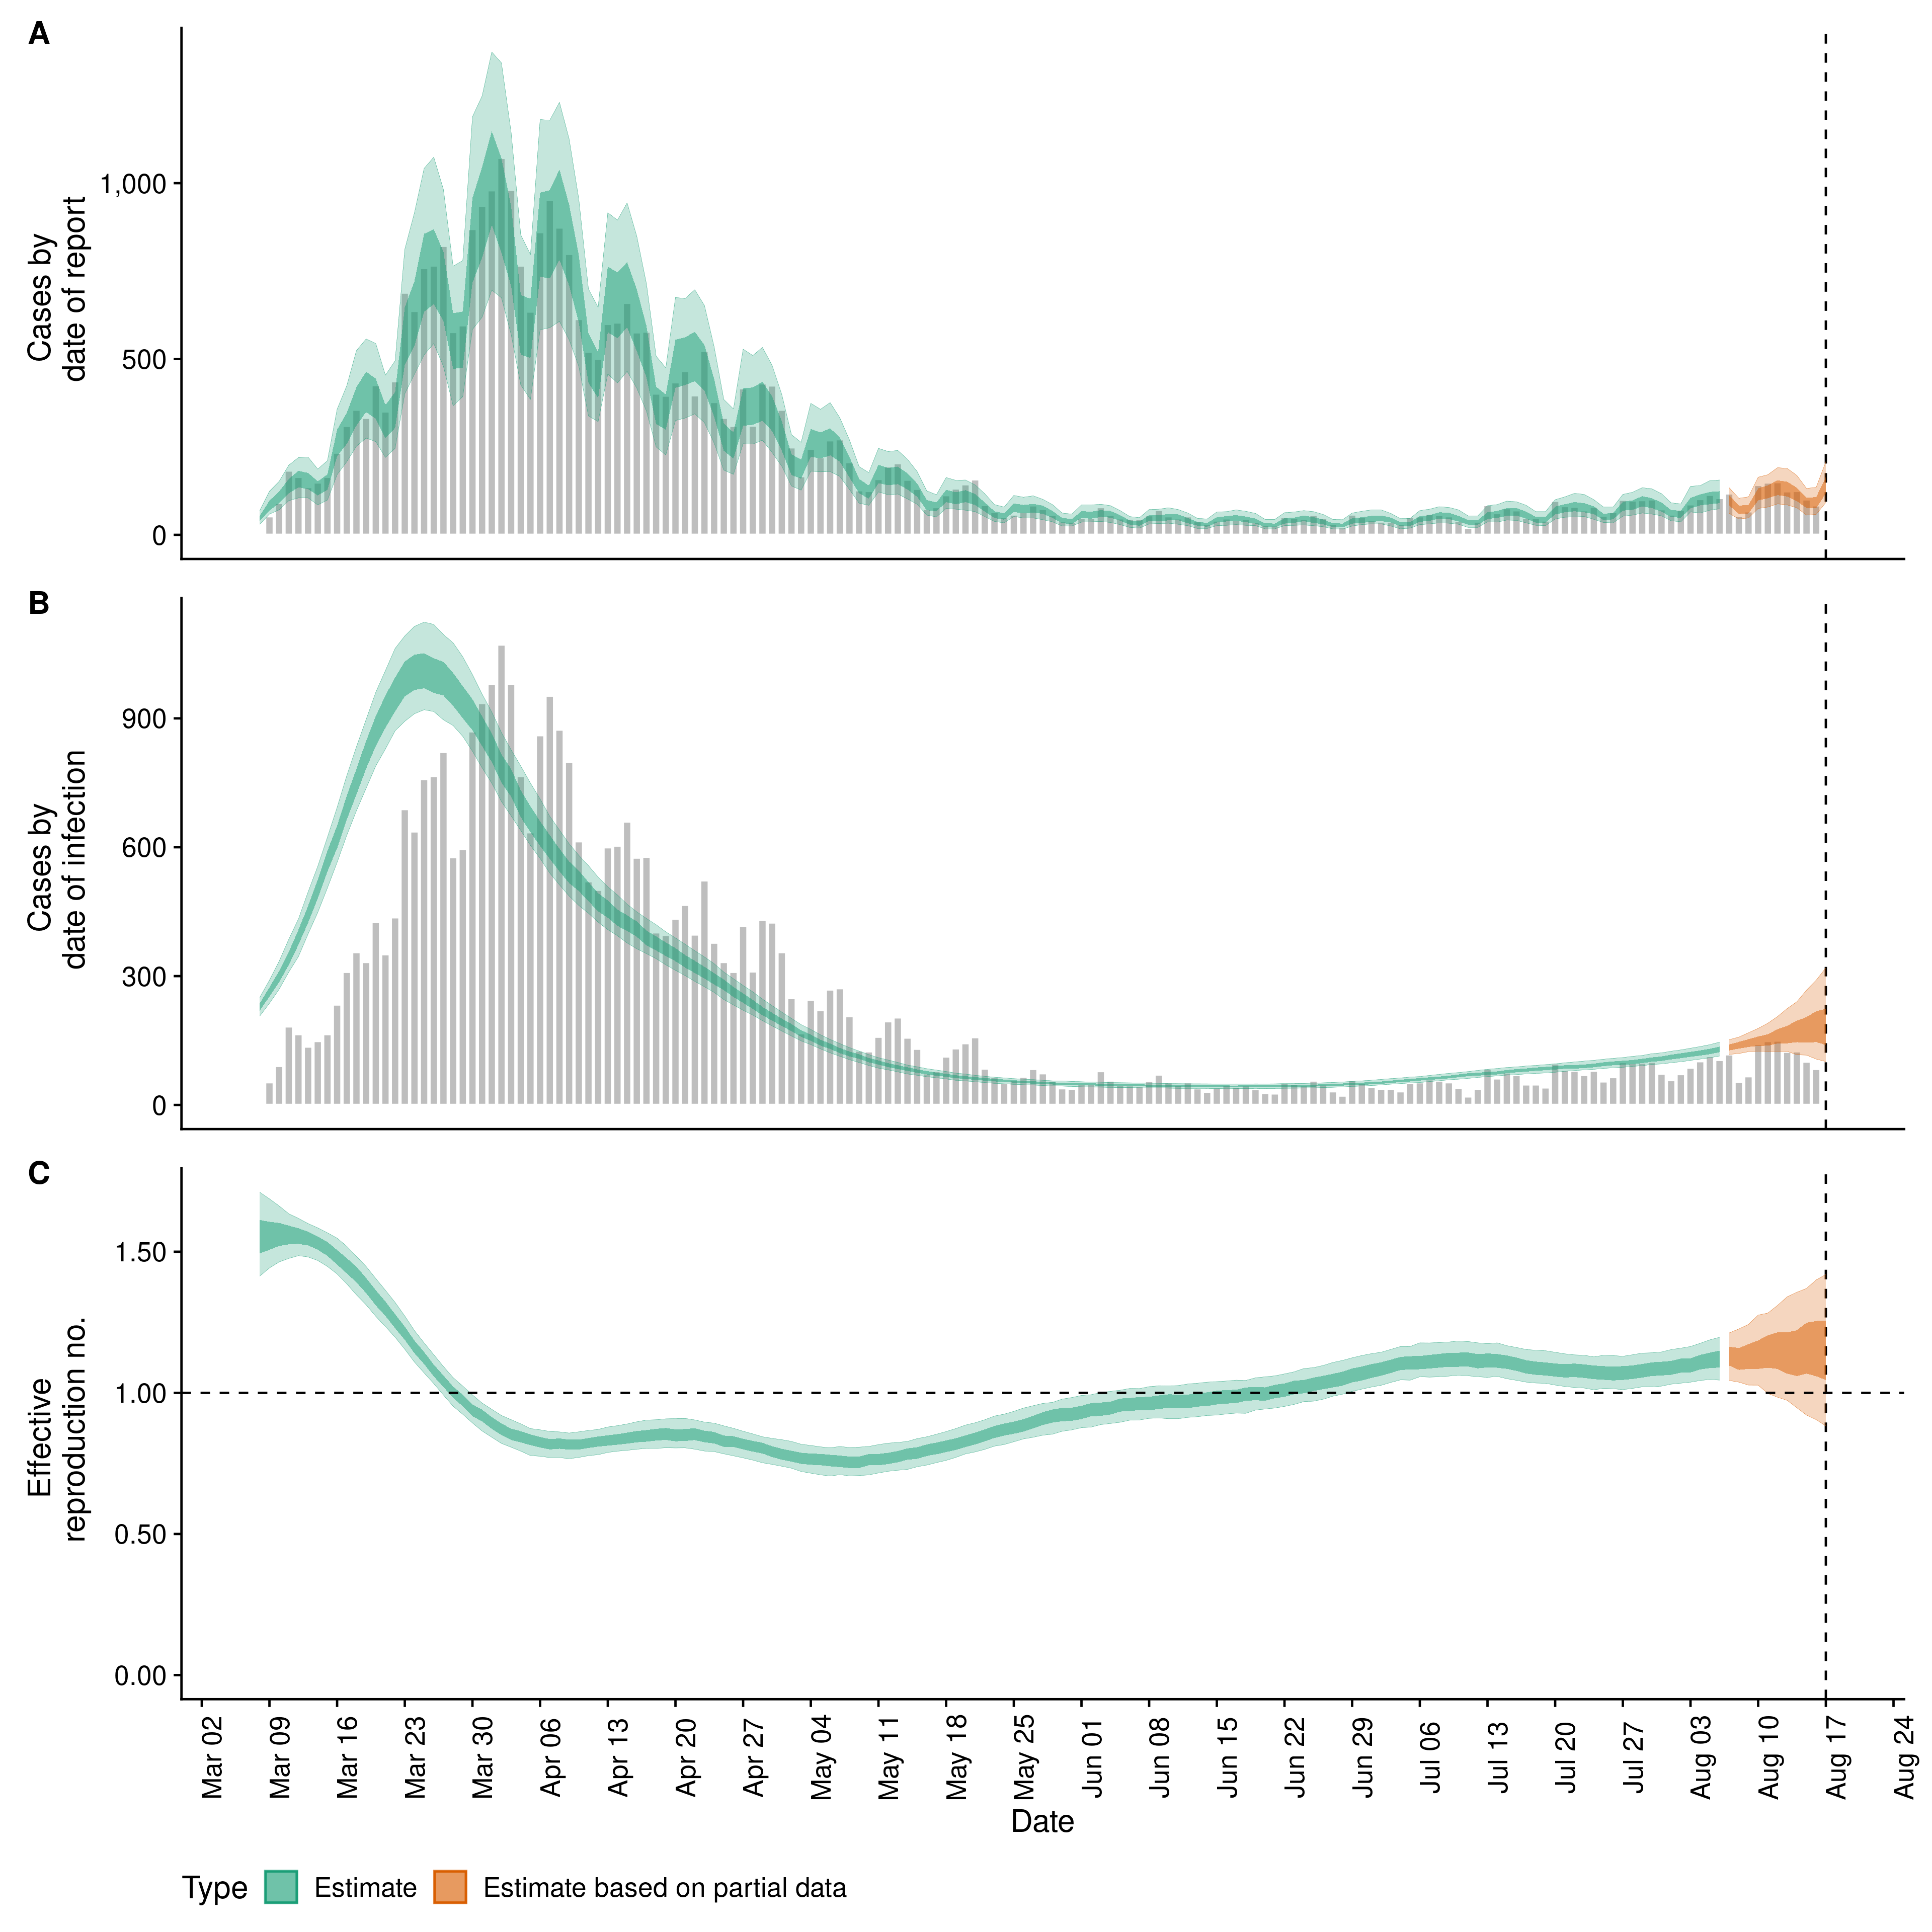 A
Cases by
date of report
1,000
500
0
B
Cases by
date of infection
900
600
300
0
C
Effective
reproduction no.
1.50
1.00
0.50
0.00
Mar 02
Mar 09
Mar 16
Mar 23
Mar 30
Apr 06
Apr 13
Apr 20
Apr 27
May 04
May 11
May 18
May 25
Jun 01
Jun 08
Jun 15
Jun 22
Jun 29
Jul 06
Jul 13
Jul 20
Jul 27
Aug 03
Aug 10
Aug 17
Aug 24
Date
Type Estimate Estimate based on partial data